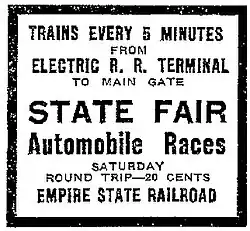 TRAINS EVERY 5 MINUTES
FROM
ELECTRIC R. R. TERMINAL
TO MAIN GATE
STATE FAIR
Automobile Races
SATURDAY
ROUND TRIP—20 CENTS
EMPIRE STATE RAILROAD